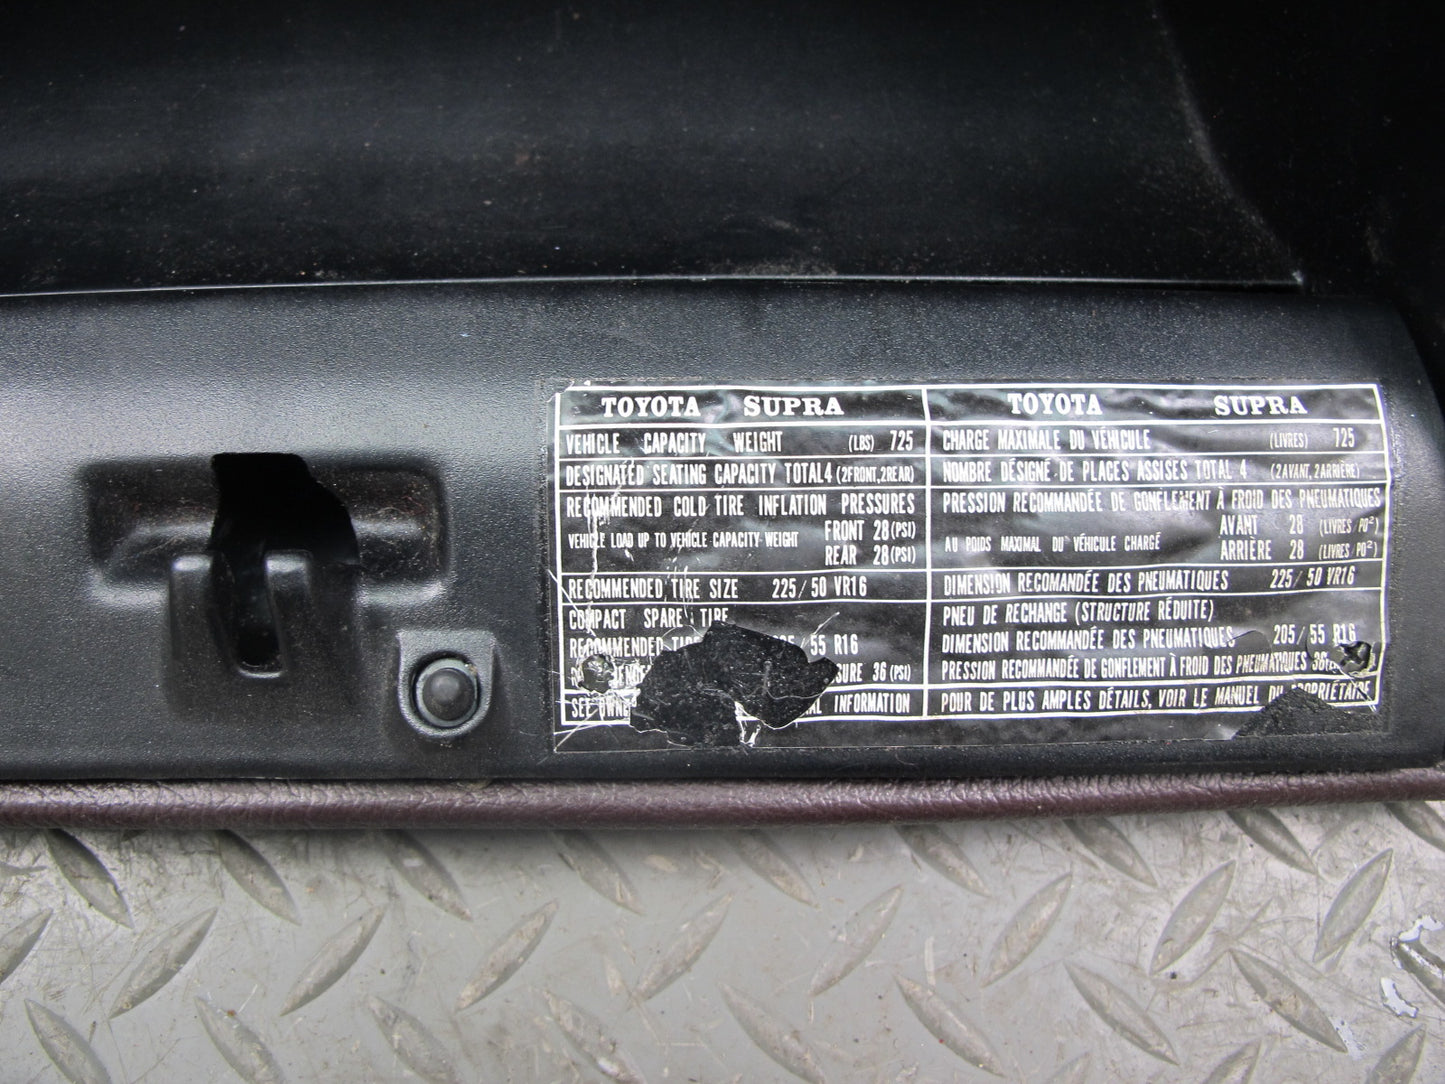 TOYOTA SUPRA
VEHICLE CAPACITY WEIGHT (LBS) 725
DESIGNATED SEATING CAPACITY TOTAL 4 (2FRONT,2REAR)
RECOMMENDED COLD TIRE INFLATION PRESSURES
FRONT 28 (PSI)
VEHICLE LOAD UP TO VEHICLE CAPACITY WEIGHT
REAR 28 (PSI)
RECOMMENDED TIRE SIZE 225/50 VR16
COMPACT SPARE TIRE
RECOMMENDED /55 R16
36 (PSI)
SEE INFORMATION
TOYOTA SUPRA
CHARGE MAXIMALE DU VÉHICULE (LIVRES) 725
NOMBRE DÉSIGNÉ DE PLACES ASSISES TOTAL 4 (2AVANT,2ARRIÈRE)
PRESSION RECOMMANDÉE DE GONFLEMENT À FROID DES PNEUMATIQUES
AVANT 28 (LIVRES/PO²)
AU POIDS MAXIMAL DU VÉHICULE CHARGÉ
ARRIÈRE 28 (LIVRES/PO²)
DIMENSION RECOMANDÉE DES PNEUMATIQUES 225/50 VR16
PNEU DE RECHANGE (STRUCTURE RÉDUITE)
DIMENSION RECOMMANDÉE DES PNEUMATIQUES 205/55 R16
PRESSION RECOMMANDÉE DE GONFLEMENT À FROID DES PNEUMATIQUES 36
POUR DE PLUS AMPLES DÉTAILS, VOIR LE MANUEL DU PROPRIÉTAIRE